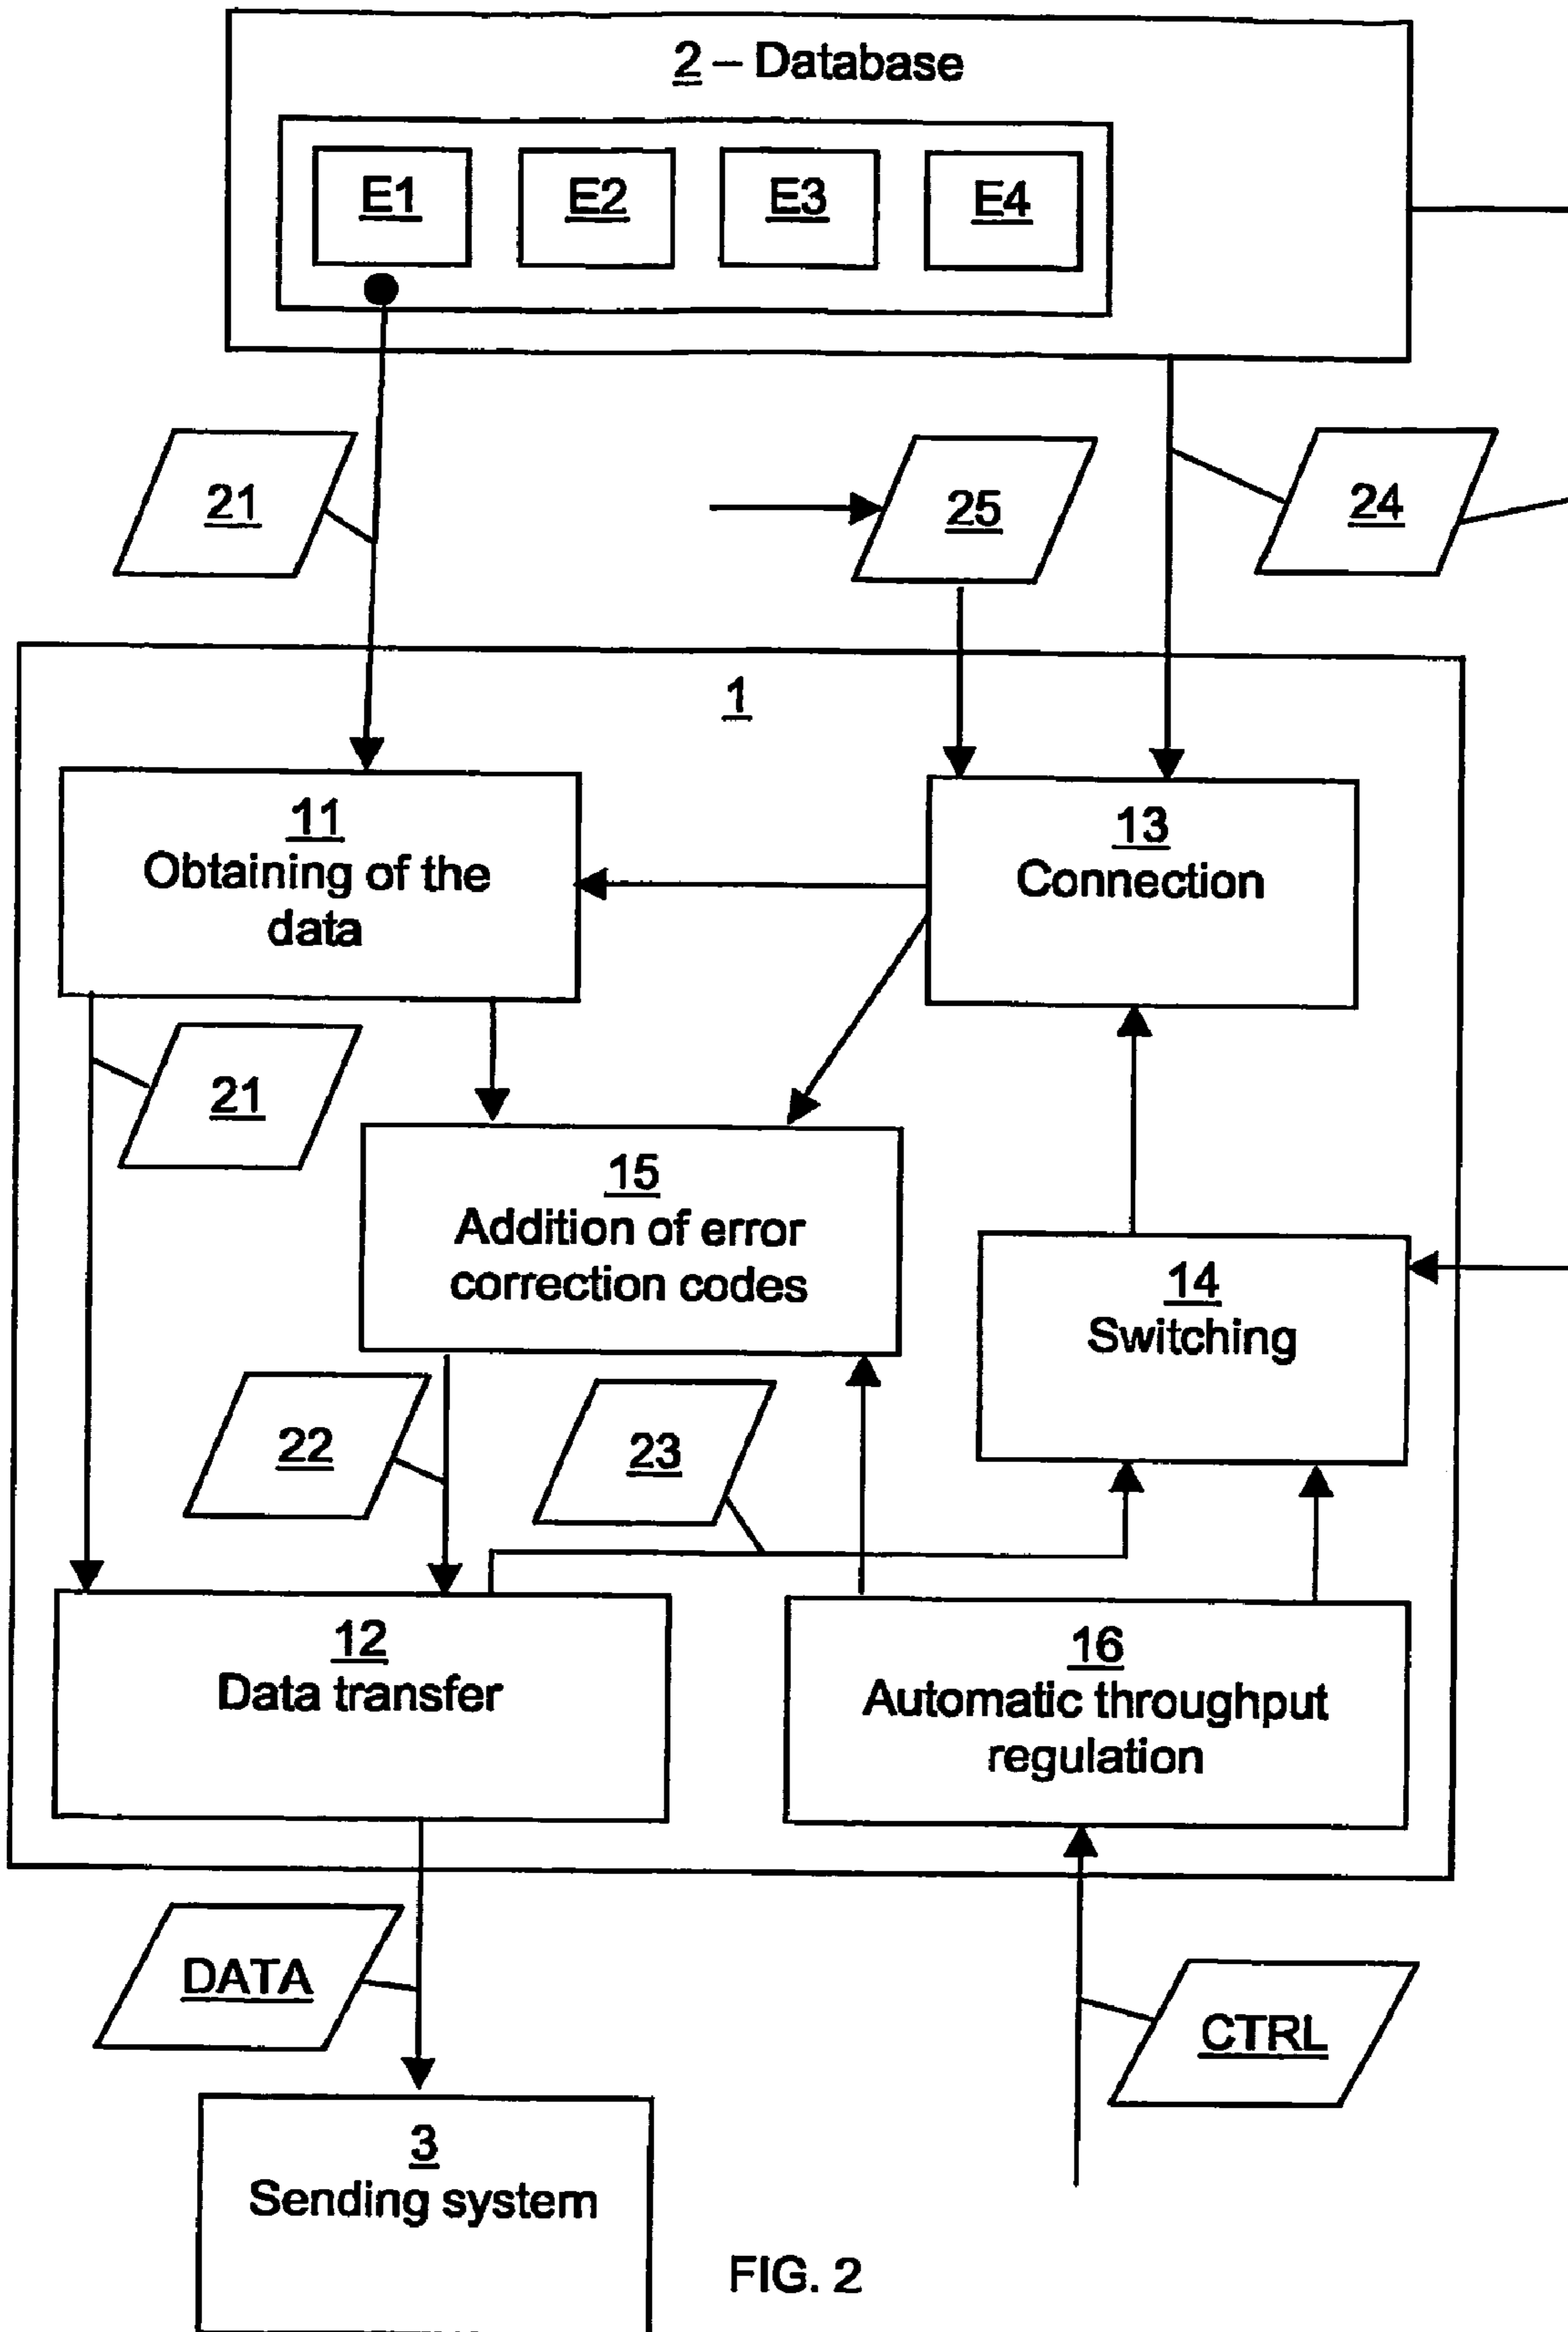 2 – Database
E1
E2
E3
E4
21
25
24
1
11
Obtaining of the
data
13
Connection
21
15
Addition of error
correction codes
14
Switching
22
23
12
Data transfer
16
Automatic throughput
regulation
DATA
CTRL
3
Sending system
FIG. 2